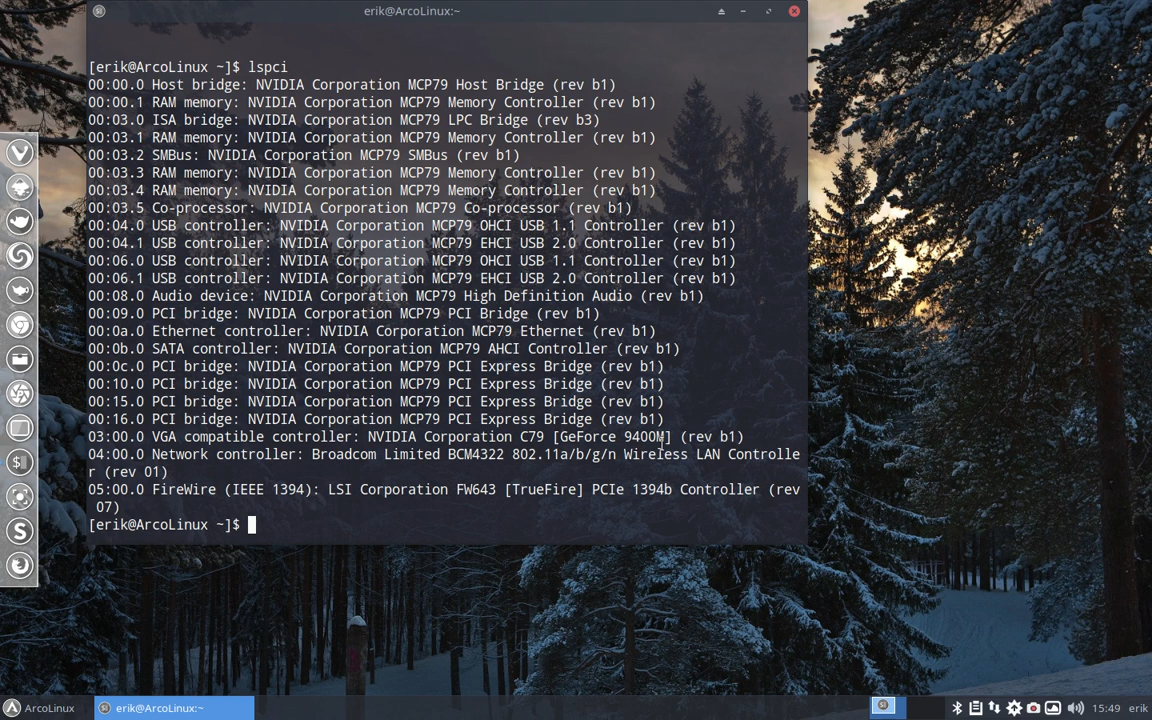 erik@ArcoLinux:~
[erik@ArcoLinux ~]$ lspci
00:00.0 Host bridge: NVIDIA Corporation MCP79 Host Bridge (rev b1)
00:00.1 RAM memory: NVIDIA Corporation MCP79 Memory Controller (rev b1)
00:03.0 ISA bridge: NVIDIA Corporation MCP79 LPC Bridge (rev b3)
00:03.1 RAM memory: NVIDIA Corporation MCP79 Memory Controller (rev b1)
00:03.2 SMBus: NVIDIA Corporation MCP79 SMBus (rev b1)
00:03.3 RAM memory: NVIDIA Corporation MCP79 Memory Controller (rev b1)
00:03.4 RAM memory: NVIDIA Corporation MCP79 Memory Controller (rev b1)
00:03.5 Co-processor: NVIDIA Corporation MCP79 Co-processor (rev b1)
00:04.0 USB controller: NVIDIA Corporation MCP79 OHCI USB 1.1 Controller (rev b1)
00:04.1 USB controller: NVIDIA Corporation MCP79 EHCI USB 2.0 Controller (rev b1)
00:06.0 USB controller: NVIDIA Corporation MCP79 OHCI USB 1.1 Controller (rev b1)
00:06.1 USB controller: NVIDIA Corporation MCP79 EHCI USB 2.0 Controller (rev b1)
00:08.0 Audio device: NVIDIA Corporation MCP79 High Definition Audio (rev b1)
00:09.0 PCI bridge: NVIDIA Corporation MCP79 PCI Bridge (rev b1)
00:0a.0 Ethernet controller: NVIDIA Corporation MCP79 Ethernet (rev b1)
00:0b.0 SATA controller: NVIDIA Corporation MCP79 AHCI Controller (rev b1)
00:0c.0 PCI bridge: NVIDIA Corporation MCP79 PCI Express Bridge (rev b1)
00:10.0 PCI bridge: NVIDIA Corporation MCP79 PCI Express Bridge (rev b1)
00:15.0 PCI bridge: NVIDIA Corporation MCP79 PCI Express Bridge (rev b1)
00:16.0 PCI bridge: NVIDIA Corporation MCP79 PCI Express Bridge (rev b1)
03:00.0 VGA compatible controller: NVIDIA Corporation C79 [GeForce 9400M] (rev b1)
04:00.0 Network controller: Broadcom Limited BCM4322 802.11a/b/g/n Wireless LAN Controlle
r (rev 01)
05:00.0 FireWire (IEEE 1394): LSI Corporation FW643 [TrueFire] PCIe 1394b Controller (rev
07)
[erik@ArcoLinux ~]$
ArcoLinux
erik@ArcoLinux:~
15:49
erik